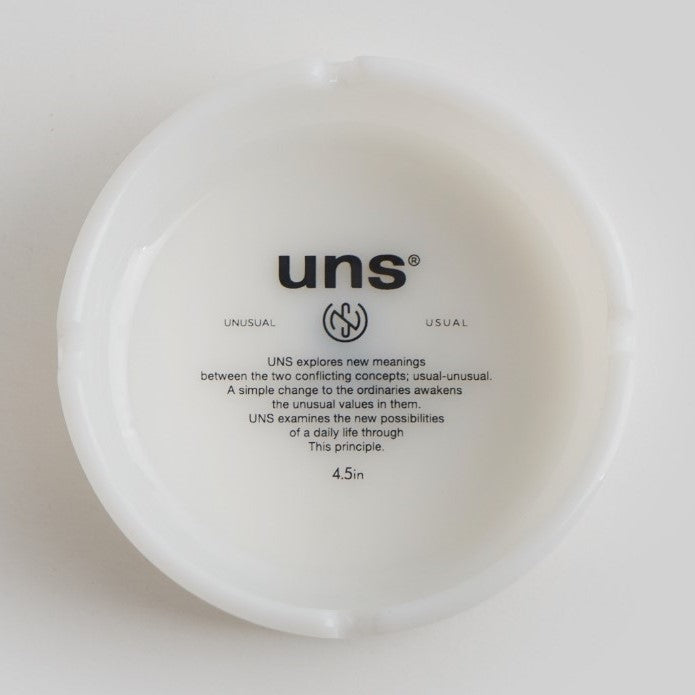 uns®
UNUSUAL USUAL
UNS explores new meanings
between the two conflicting concepts; usual-unusual.
A simple change to the ordinaries awakens
the unusual values in them.
UNS examines the new possibilities
of a daily life through
This principle.
4.5in